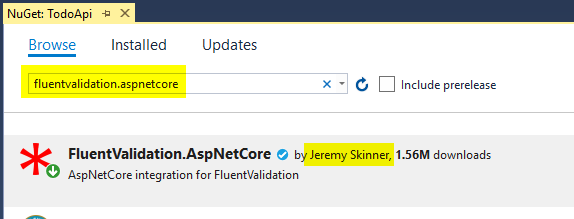 NuGet: TodoApi
Browse Installed Updates
fluentvalidation.aspnetcore Include prerelease
FluentValidation.AspNetCore by Jeremy Skinner, 1.56M downloads
AspNetCore integration for FluentValidation